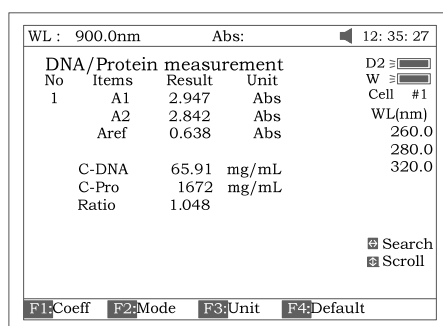 WL : 900.0nm Abs: 12: 35: 27
DNA/Protein measurement
No Items Result Unit
1 A1 2.947 Abs
A2 2.842 Abs
Aref 0.638 Abs
C-DNA 65.91 mg/mL
C-Pro 1672 mg/mL
Ratio 1.048
D2
W
Cell #1
WL(nm)
260.0
280.0
320.0
Search
Scroll
F1:Coeff F2:Mode F3:Unit F4:Default